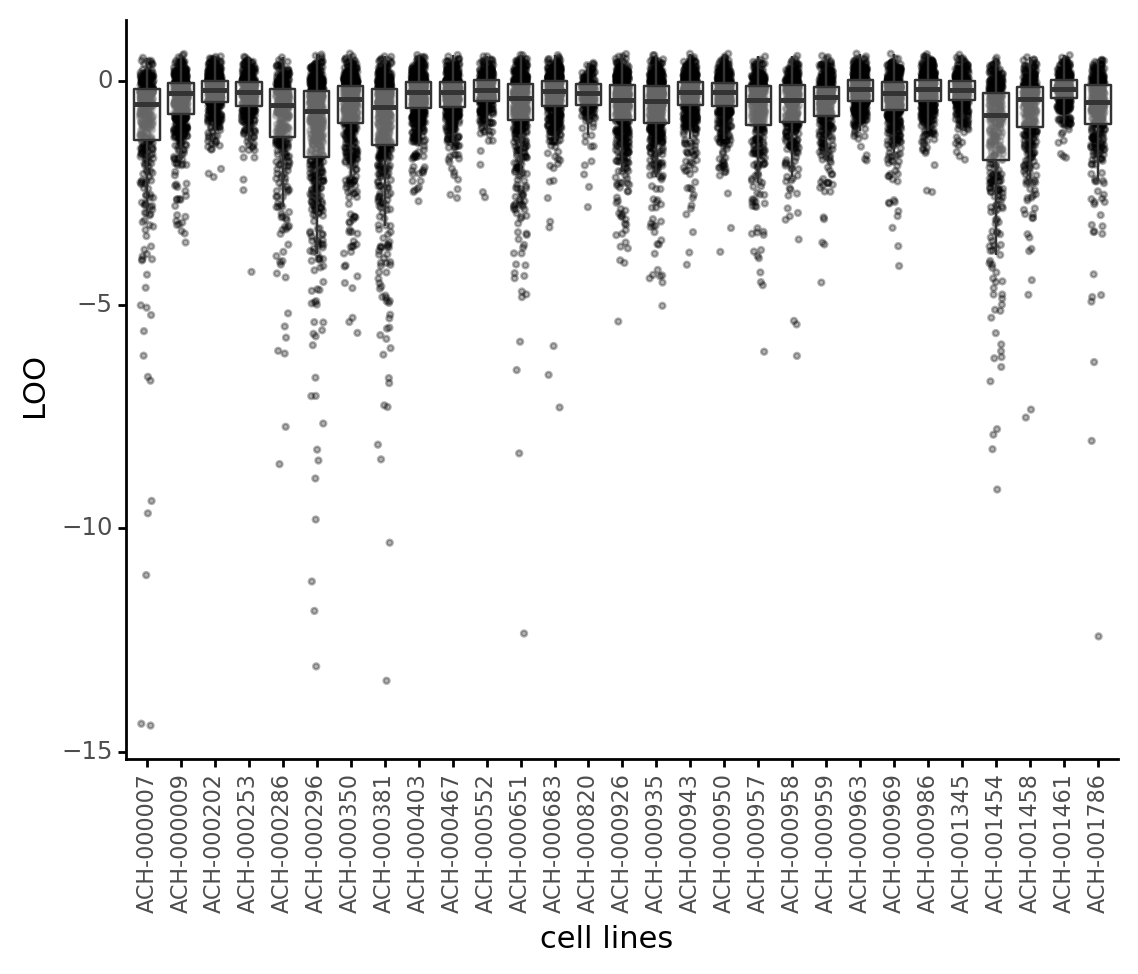 0
−5
−10
−15
LOO
ACH-000007
ACH-000009
ACH-000202
ACH-000253
ACH-000286
ACH-000296
ACH-000350
ACH-000381
ACH-000403
ACH-000467
ACH-000552
ACH-000651
ACH-000683
ACH-000820
ACH-000926
ACH-000935
ACH-000943
ACH-000950
ACH-000957
ACH-000958
ACH-000959
ACH-000963
ACH-000969
ACH-000986
ACH-001345
ACH-001454
ACH-001458
ACH-001461
ACH-001786
cell lines